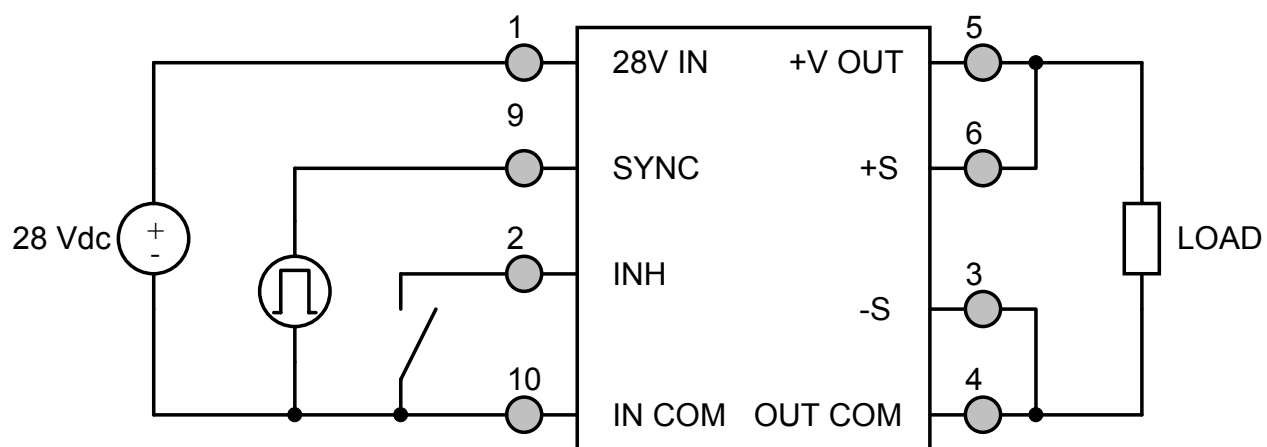 1
5
28V IN
+V OUT
9
6
SYNC
+S
28 Vdc
+
-
2
INH
LOAD
3
-S
10
4
IN COM
OUT COM